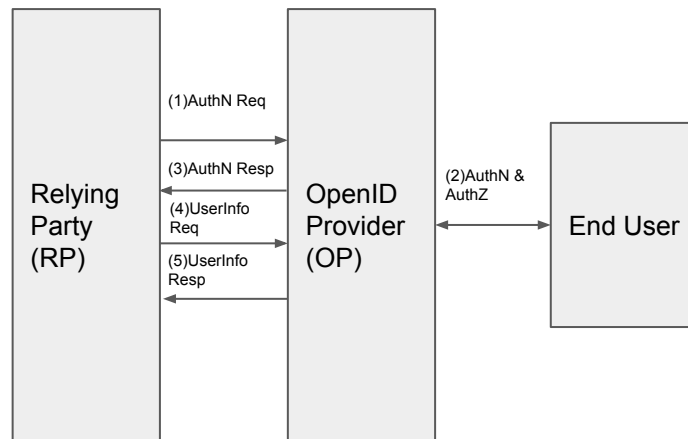 (1)AuthN Req
(3)AuthN Resp
(4)UserInfo
Req
(5)UserInfo
Resp
Relying
Party
(RP)
OpenID
Provider
(OP)
(2)AuthN &
AuthZ
End User